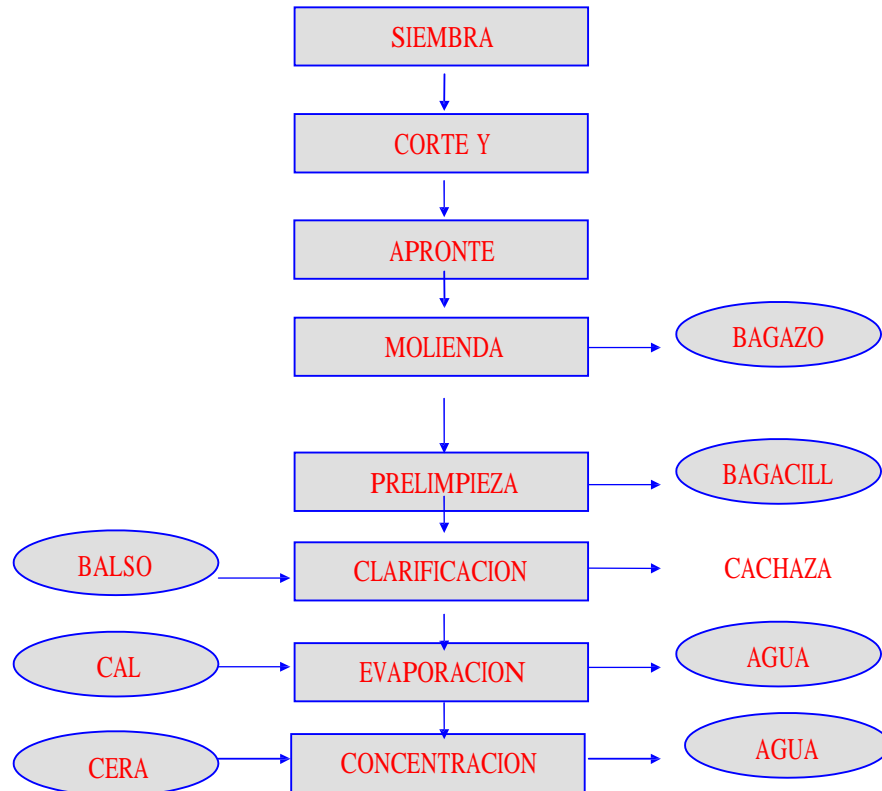 SIEMBRA
CORTE Y
APRONTE
MOLIENDA
BAGAZO
PRELIMPIEZA
BAGACILL
BALSO
CLARIFICACION
CACHAZA
CAL
EVAPORACION
AGUA
CERA
CONCENTRACION
AGUA